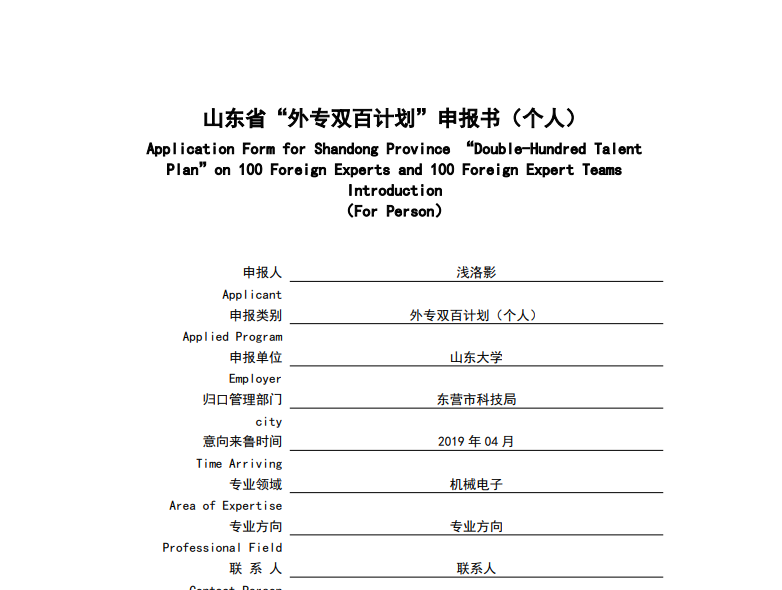 山东省“外专双百计划”申报书（个人）
Application Form for Shandong Province “Double-Hundred Talent
Plan”on 100 Foreign Experts and 100 Foreign Expert Teams
Introduction
（For Person）
申报人 浅洛影
Applicant
申报类别 外专双百计划（个人）
Applied Program
申报单位 山东大学
Employer
归口管理部门 东营市科技局
city
意向来鲁时间 2019 年 04 月
Time Arriving
专业领域 机械电子
Area of Expertise
专业方向 专业方向
Professional Field
联 系 人 联系人
Contact Person